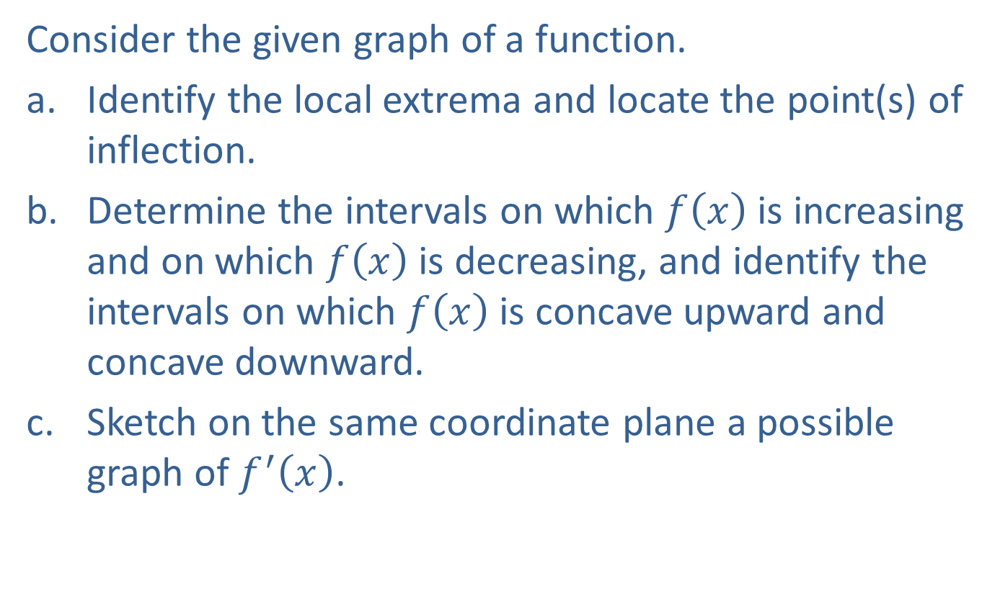 Consider the given graph of a function.
a. Identify the local extrema and locate the point(s) of
inflection.
b. Determine the intervals on which f(x) is increasing
and on which f(x) is decreasing, and identify the
intervals on which f(x) is concave upward and
concave downward.
c. Sketch on the same coordinate plane a possible
graph of f′(x).